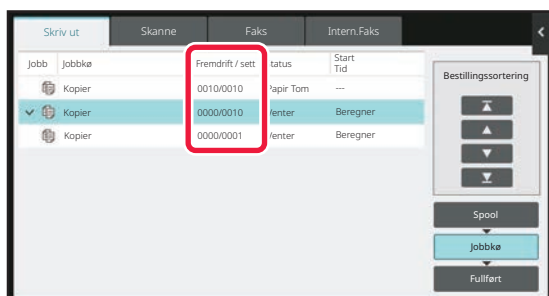 Skriv ut Skanne Faks Intern.Faks
Jobb Jobbkø Fremdrift / sett tatus Start Tid
Kopier 0010/0010 Papir Tom ---
Kopier 0000/0010 Venter Beregner
Kopier 0000/0001 Venter Beregner
Bestillingssortering
Spool
Jobbkø
Fullført